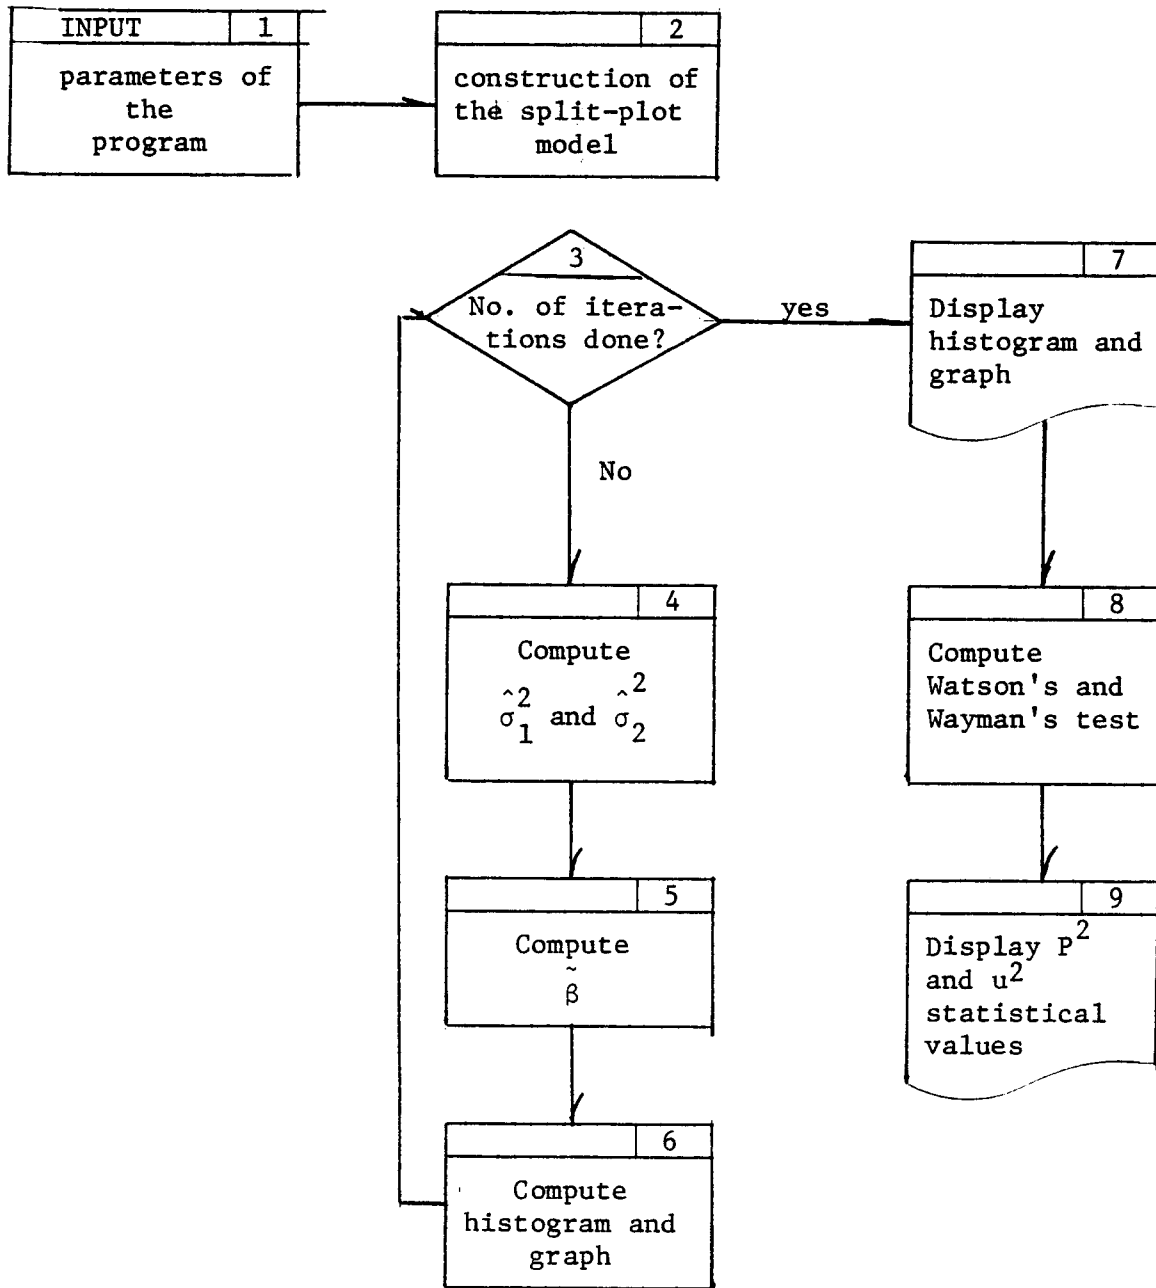 INPUT 1
parameters of
the
program
2
construction of
the split-plot
model
3
No. of itera-
tions done?
yes
No
4
Compute
σ̂₁² and σ̂₂²
5
Compute
β̃
6
Compute
histogram and
graph
7
Display
histogram and
graph
8
Compute
Watson's and
Wayman's test
9
Display P²
and u²
statistical
values